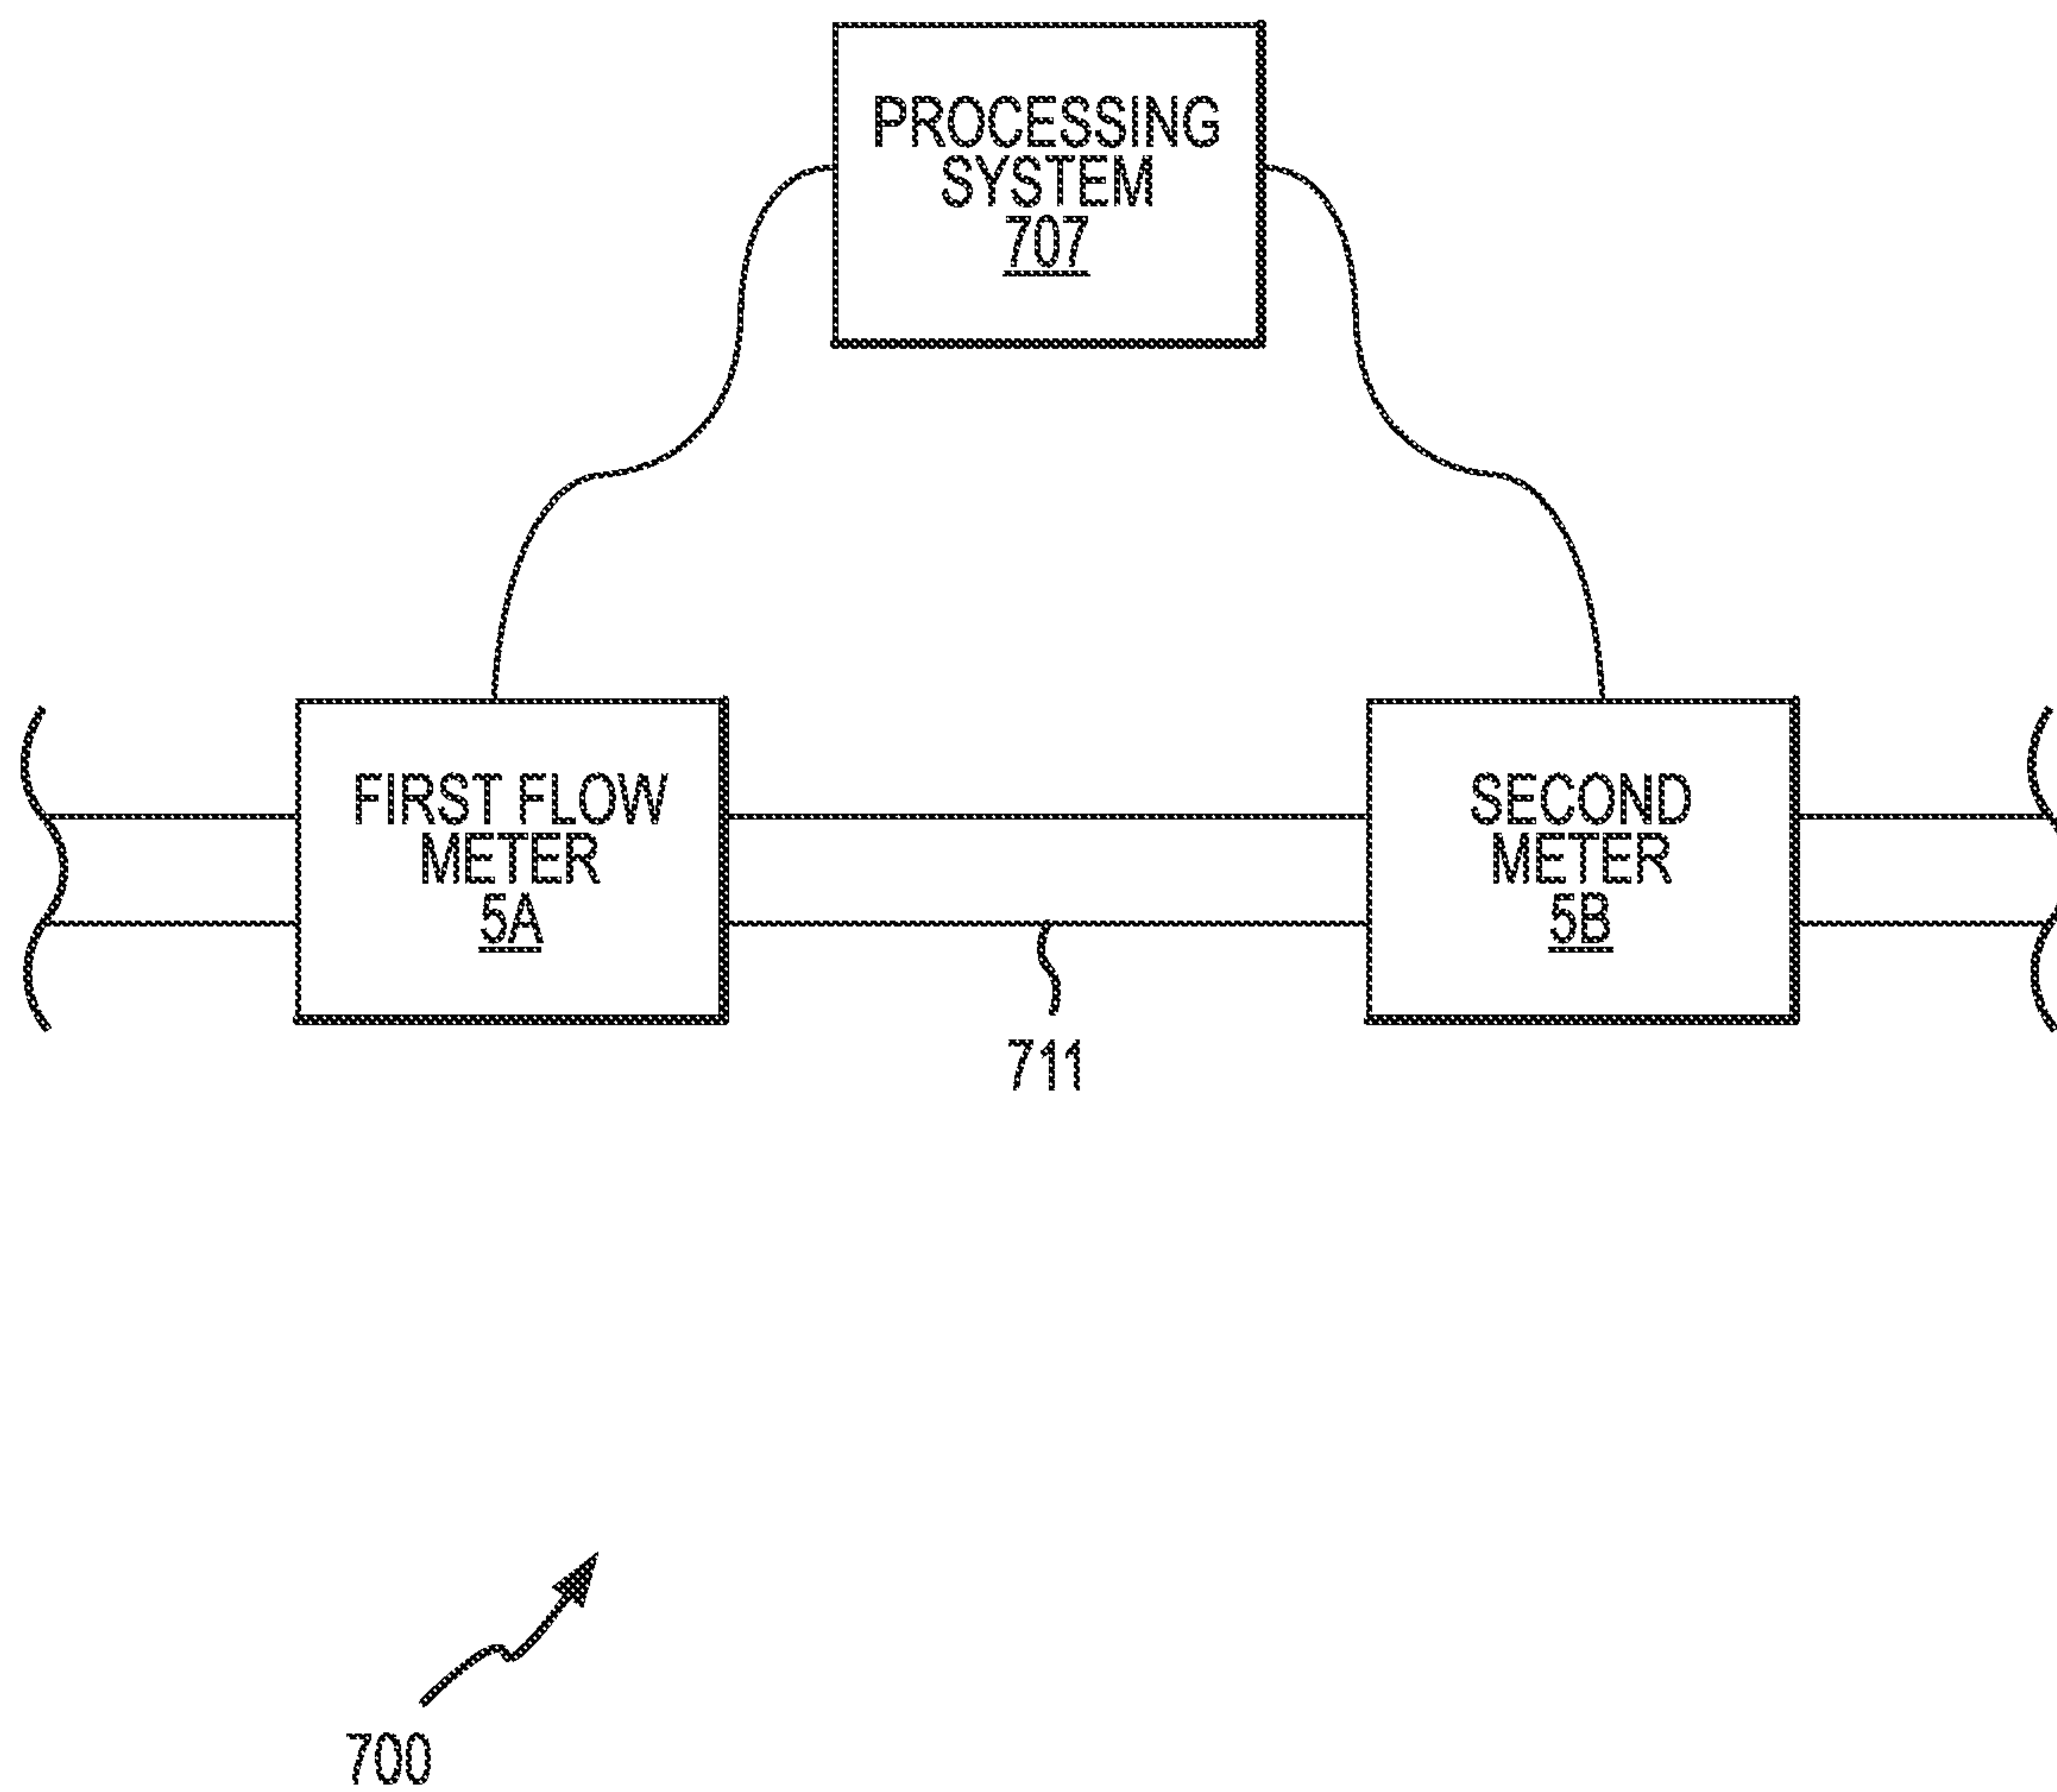 PROCESSING
SYSTEM
707
FIRST FLOW
METER
5A
SECOND
METER
5B
711
700